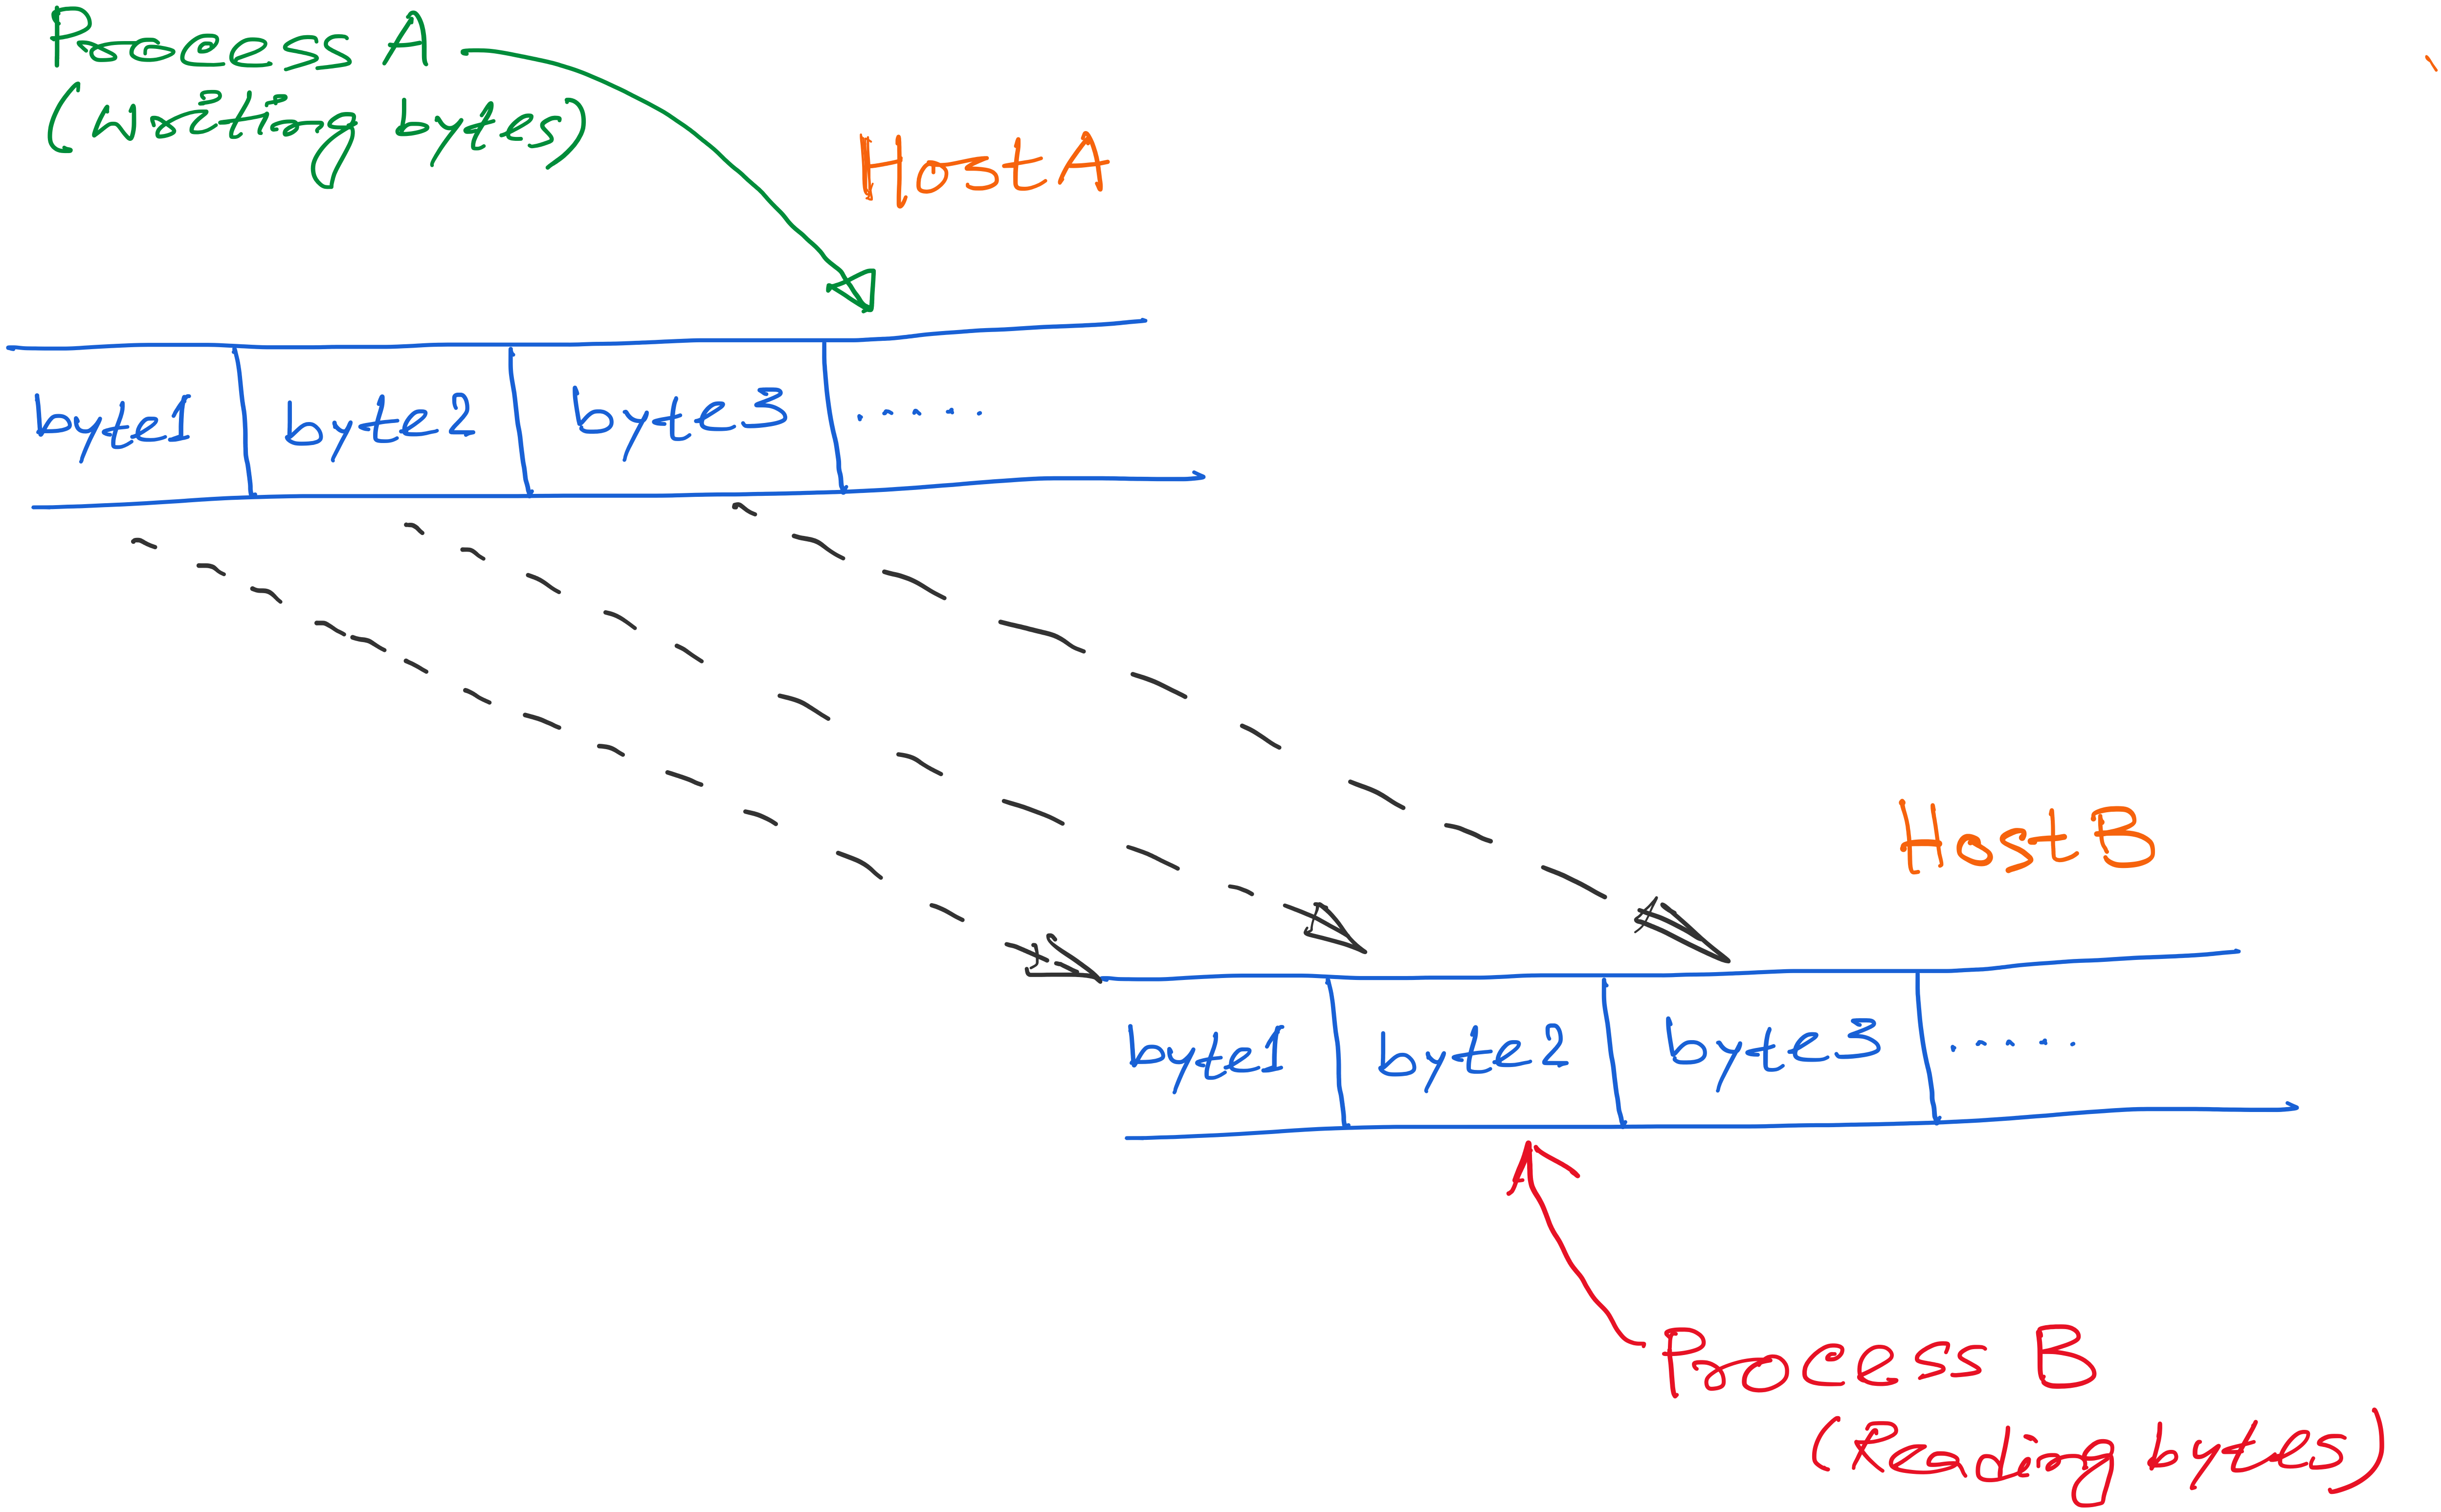 Process A
(writing bytes)
Host A
byte1 byte2 byte3 .....
Host B
byte1 byte2 byte3 .....
Process B
(Reading bytes)